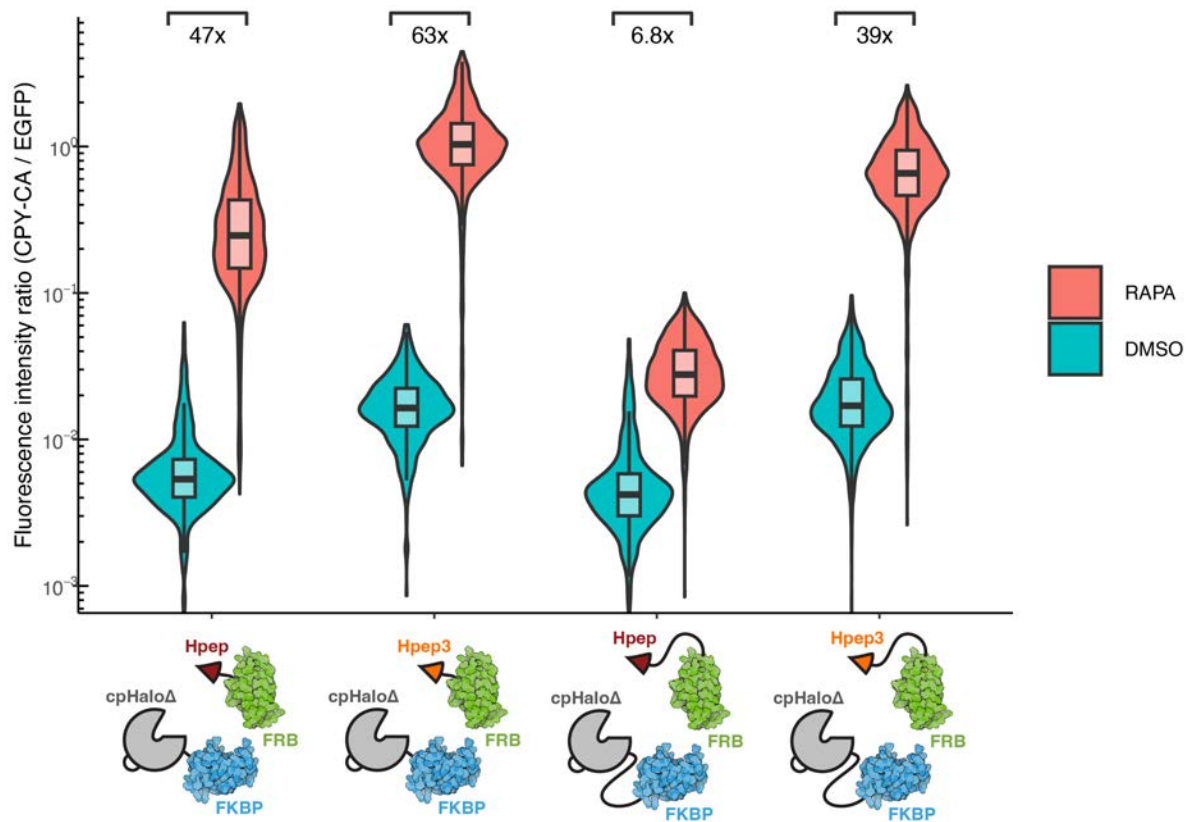 47x 63x 6.8x 39x
Fluorescence intensity ratio (CPY-CA / EGFP)
10⁰
10⁻¹
10⁻²
10⁻³
RAPA
DMSO
Hpep Hpep3 Hpep Hpep3
cpHaloΔ cpHaloΔ cpHaloΔ cpHaloΔ
FRB FRB FRB FRB
FKBP FKBP FKBP FKBP